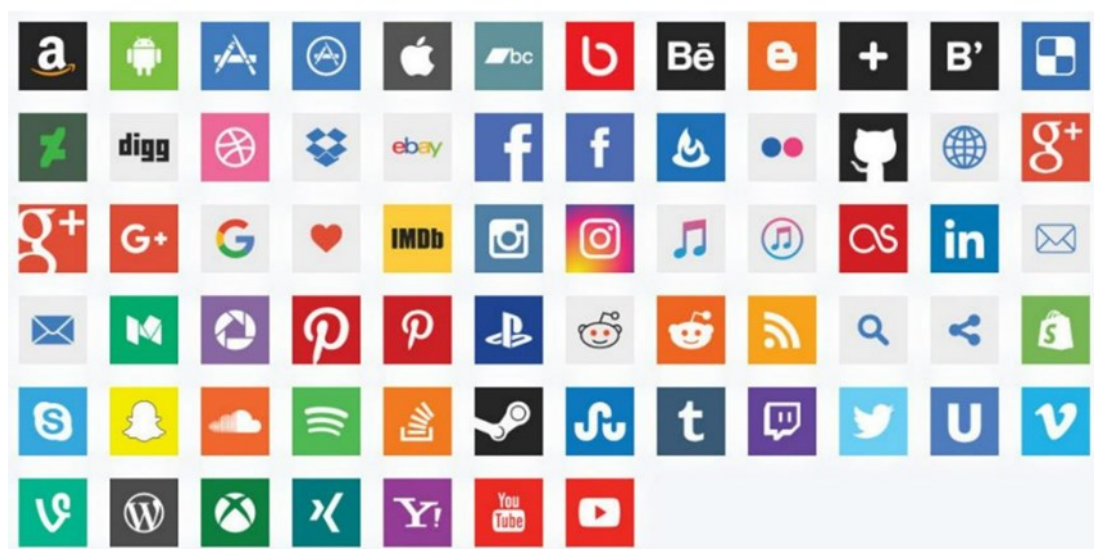 a bc b Bē B + B’
digg ebay f f g+
g+ G+ G IMDb in
P P S
S t U V
V W Y! You
Tube